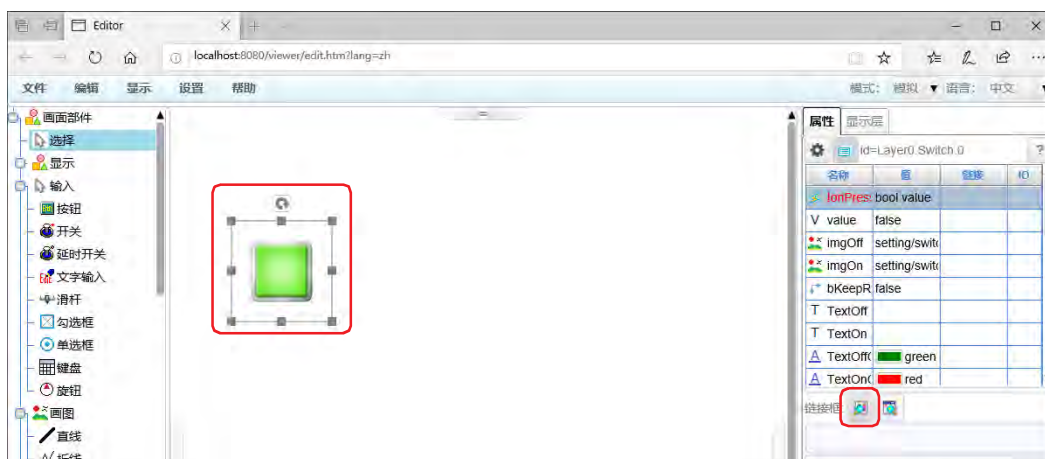 Editor
localhost:8080/viewer/edit.htm?lang=zh
文件 编辑 显示 设置 帮助 模式: 模拟 ▼ 语言: 中文
画面部件
选择
显示
输入
按钮
开关
延时开关
文字输入
滑杆
勾选框
单选框
键盘
旋钮
画图
直线
折线
属性 显示层
id=Layer0.Switch.0 ?
名称 值 链接 ID
IonPres bool value
V value false
imgOff setting/switc
imgOn setting/switc
bKeepR false
T TextOff
T TextOn
A TextOff( green
A TextOn( red
链接框